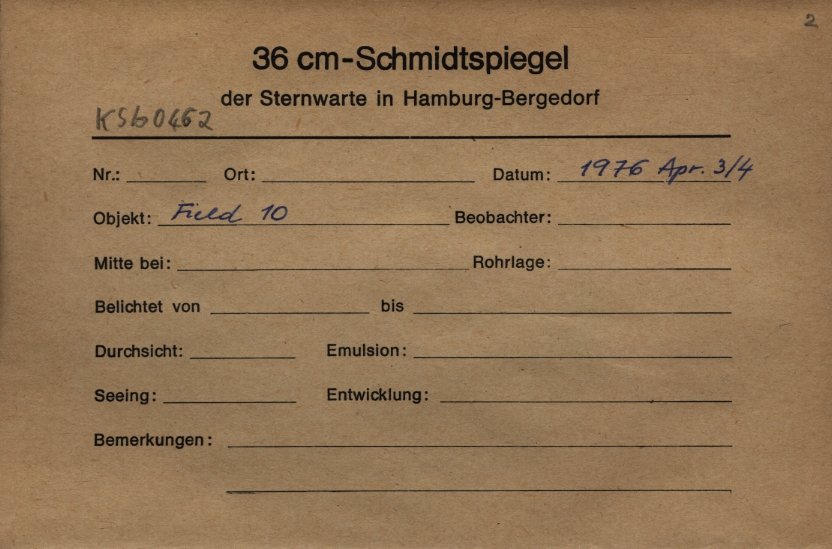 2
36 cm-Schmidtspiegel
der Sternwarte in Hamburg-Bergedorf
KSb0462
Nr.: Ort: Datum: 1976 Apr. 3/4
Objekt: Field 10 Beobachter:
Mitte bei: Rohrlage:
Belichtet von bis
Durchsicht: Emulsion:
Seeing: Entwicklung:
Bemerkungen: